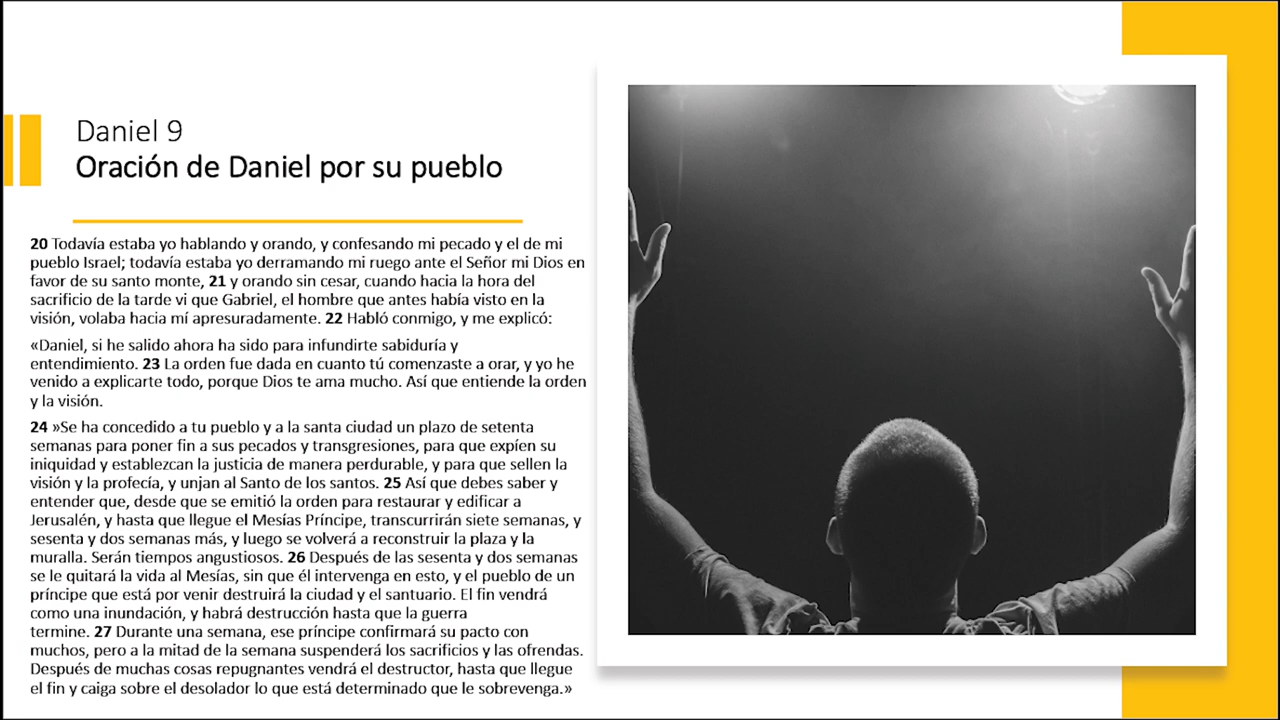 Daniel 9
Oración de Daniel por su pueblo
20 Todavía estaba yo hablando y orando, y confesando mi pecado y el de mi
pueblo Israel; todavía estaba yo derramando mi ruego ante el Señor mi Dios en
favor de su santo monte, 21 y orando sin cesar, cuando hacia la hora del
sacrificio de la tarde vi que Gabriel, el hombre que antes había visto en la
visión, volaba hacia mí apresuradamente. 22 Habló conmigo, y me explicó:
«Daniel, si he salido ahora ha sido para infundirte sabiduría y
entendimiento. 23 La orden fue dada en cuanto tú comenzaste a orar, y yo he
venido a explicarte todo, porque Dios te ama mucho. Así que entiende la orden
y la visión.
24 »Se ha concedido a tu pueblo y a la santa ciudad un plazo de setenta
semanas para poner fin a sus pecados y transgresiones, para que expíen su
iniquidad y establezcan la justicia de manera perdurable, y para que sellen la
visión y la profecía, y unjan al Santo de los santos. 25 Así que debes saber y
entender que, desde que se emitió la orden para restaurar y edificar a
Jerusalén, y hasta que llegue el Mesías Príncipe, transcurrirán siete semanas, y
sesenta y dos semanas más, y luego se volverá a reconstruir la plaza y la
muralla. Serán tiempos angustiosos. 26 Después de las sesenta y dos semanas
se le quitará la vida al Mesías, sin que él intervenga en esto, y el pueblo de un
príncipe que está por venir destruirá la ciudad y el santuario. El fin vendrá
como una inundación, y habrá destrucción hasta que la guerra
termine. 27 Durante una semana, ese príncipe confirmará su pacto con
muchos, pero a la mitad de la semana suspenderá los sacrificios y las ofrendas.
Después de muchas cosas repugnantes vendrá el destructor, hasta que llegue
el fin y caiga sobre el desolador lo que está determinado que le sobrevenga.»